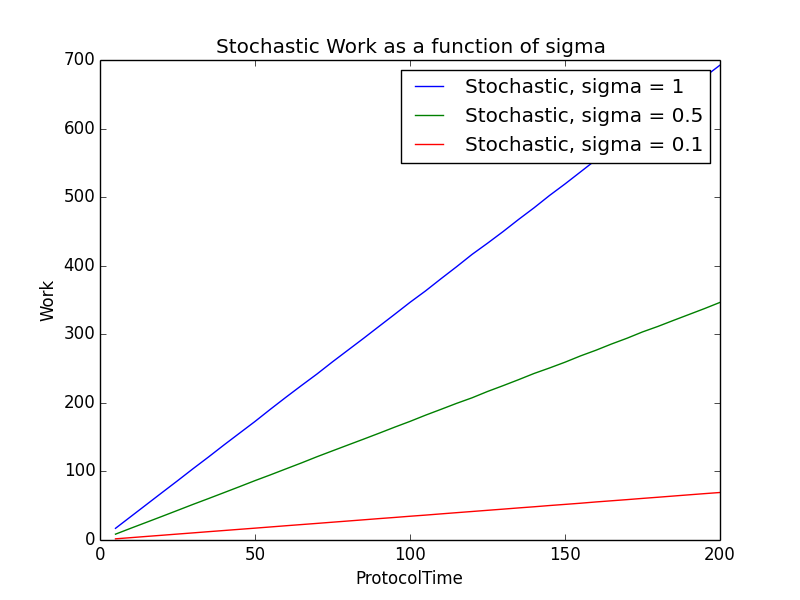 Stochastic Work as a function of sigma
Stochastic, sigma = 1
Stochastic, sigma = 0.5
Stochastic, sigma = 0.1
700
600
500
400
300
200
100
0
Work
0 50 100 150 200
ProtocolTime